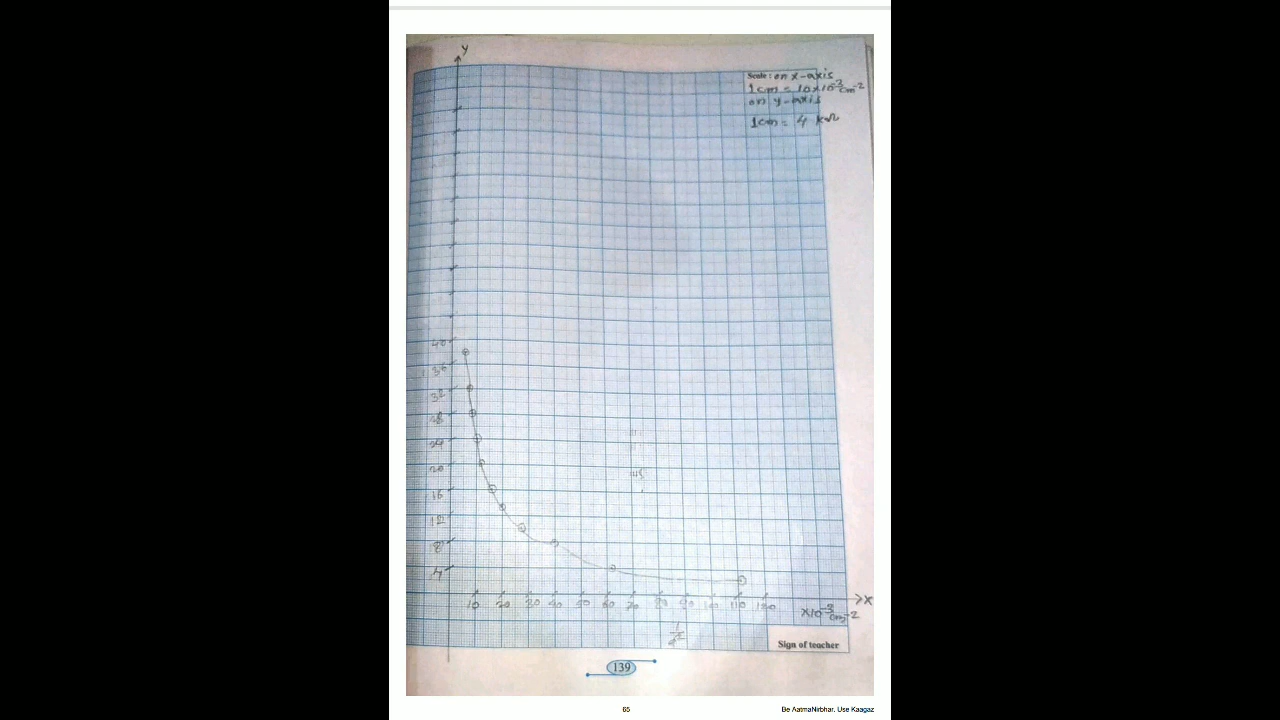 y
Scale : on x-axis
1cm = 10x10-3 cm-2
on y-axis
1cm = 4 kΩ
40
36
32
28
24
20
16
12
8
4
10 20 30 40 50 60 70 80 90 100 110 120
X
x10-3 cm-2
Sign of teacher
139
65
Be AatmaNirbhar. Use Kaagaz